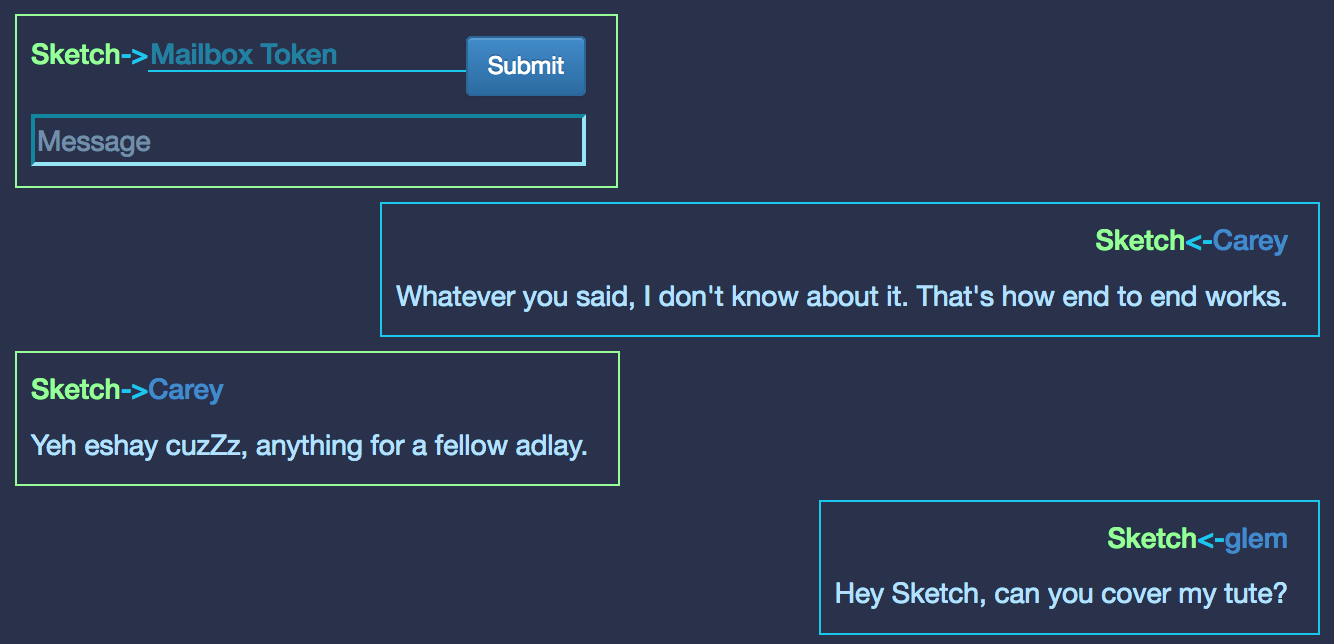 Sketch->Mailbox Token
Submit
Message
Sketch<-Carey
Whatever you said, I don't know about it. That's how end to end works.
Sketch->Carey
Yeh eshay cuzZz, anything for a fellow adlay.
Sketch<-glem
Hey Sketch, can you cover my tute?